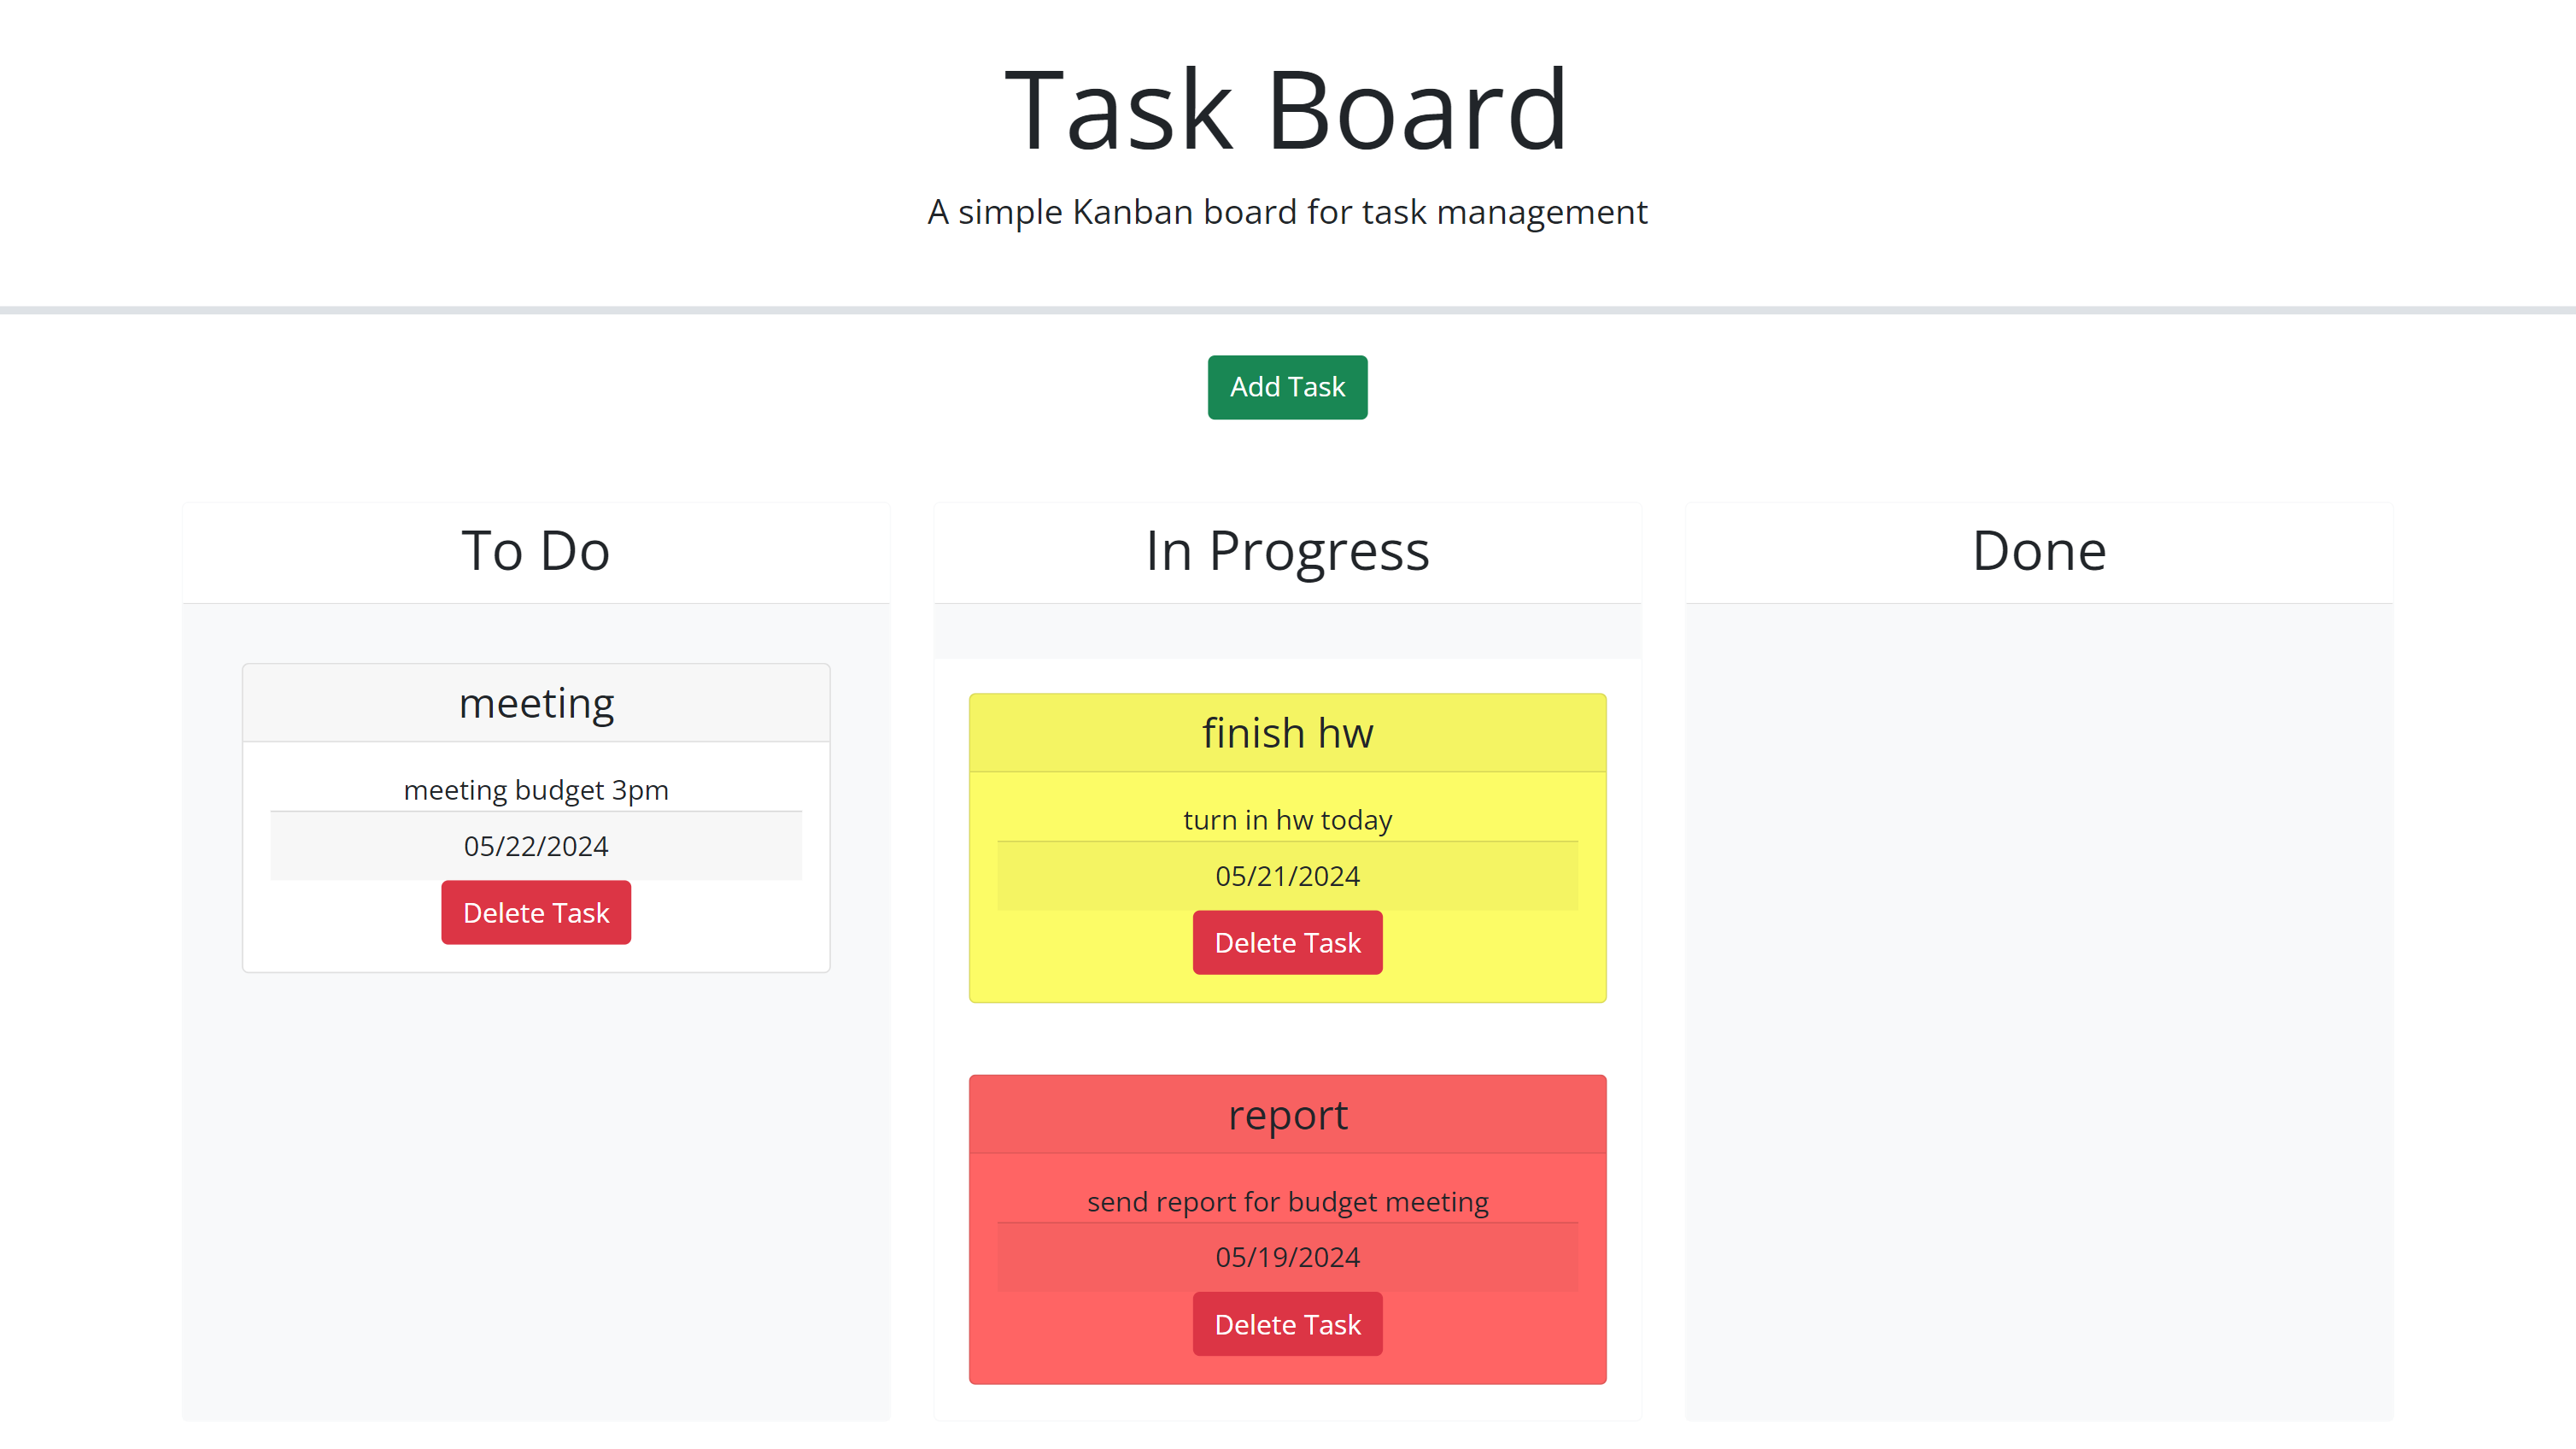 Task Board
A simple Kanban board for task management
Add Task
To Do
meeting
meeting budget 3pm
05/22/2024
Delete Task
In Progress
finish hw
turn in hw today
05/21/2024
Delete Task
report
send report for budget meeting
05/19/2024
Delete Task
Done